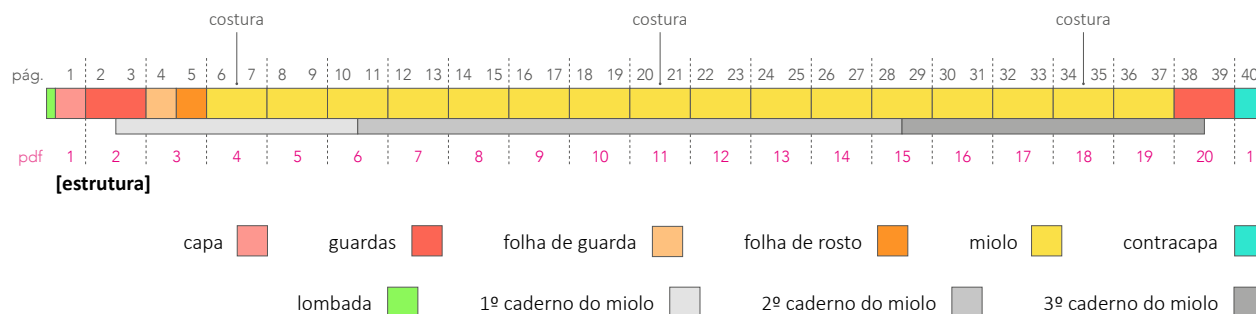 costura costura costura
pág. 1 2 3 4 5 6 7 8 9 10 11 12 13 14 15 16 17 18 19 20 21 22 23 24 25 26 27 28 29 30 31 32 33 34 35 36 37 38 39 40
pdf 1 2 3 4 5 6 7 8 9 10 11 12 13 14 15 16 17 18 19 20 1
[estrutura]
capa guardas folha de guarda folha de rosto miolo contracapa
lombada 1º caderno do miolo 2º caderno do miolo 3º caderno do miolo